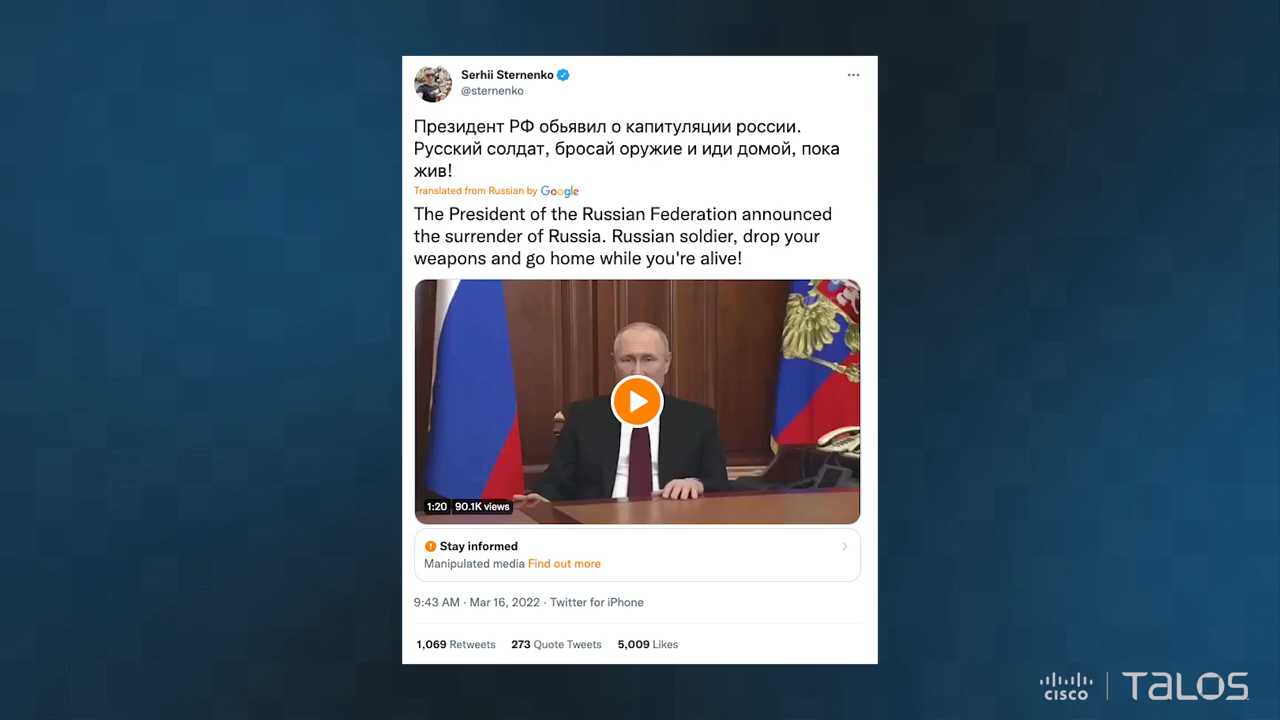 Serhii Sternenko
@sternenko
Президент РФ обьявил о капитуляции россии.
Русский солдат, бросай оружие и иди домой, пока
жив!
Translated from Russian by Google
The President of the Russian Federation announced
the surrender of Russia. Russian soldier, drop your
weapons and go home while you're alive!
1:20 90.1K views
Stay informed
Manipulated media Find out more
9:43 AM · Mar 16, 2022 · Twitter for iPhone
1,069 Retweets 273 Quote Tweets 5,009 Likes
CISCO TALOS